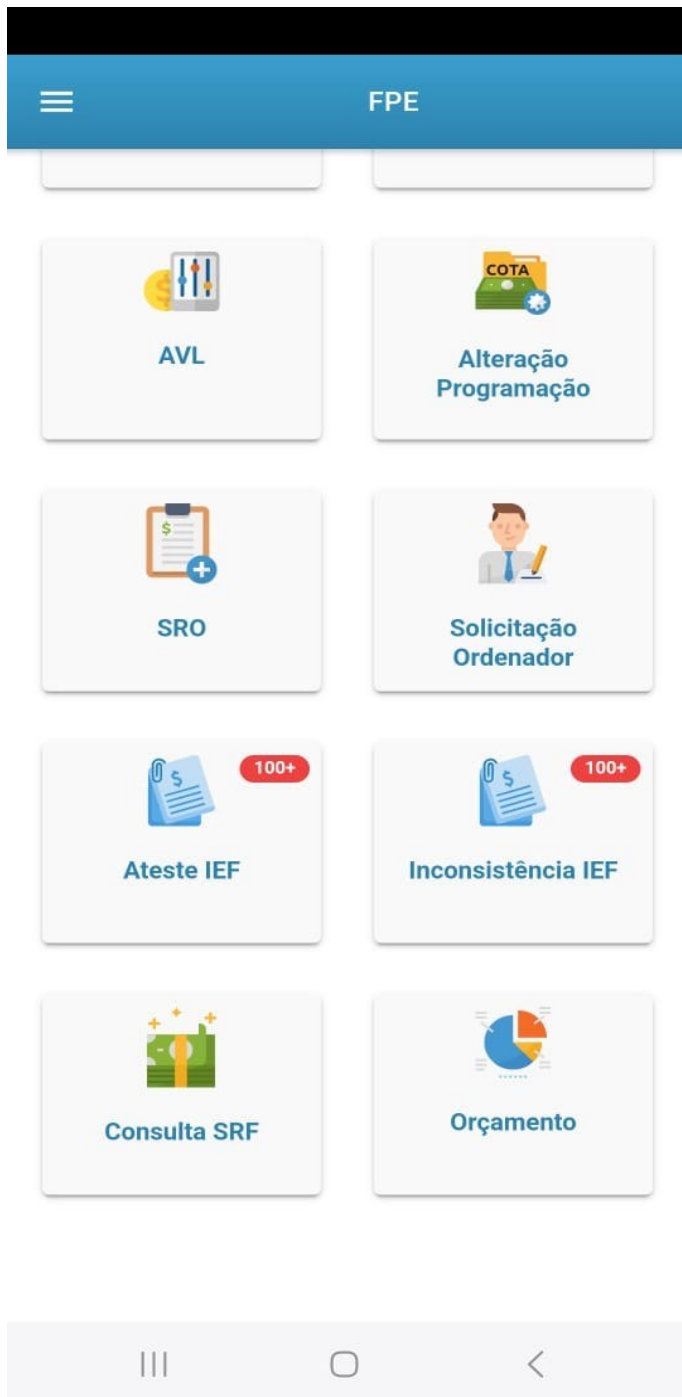 FPE
COTA
AVL
Alteração
Programação
SRO
Solicitação
Ordenador
100+
100+
Ateste IEF
Inconsistência IEF
Consulta SRF
Orçamento